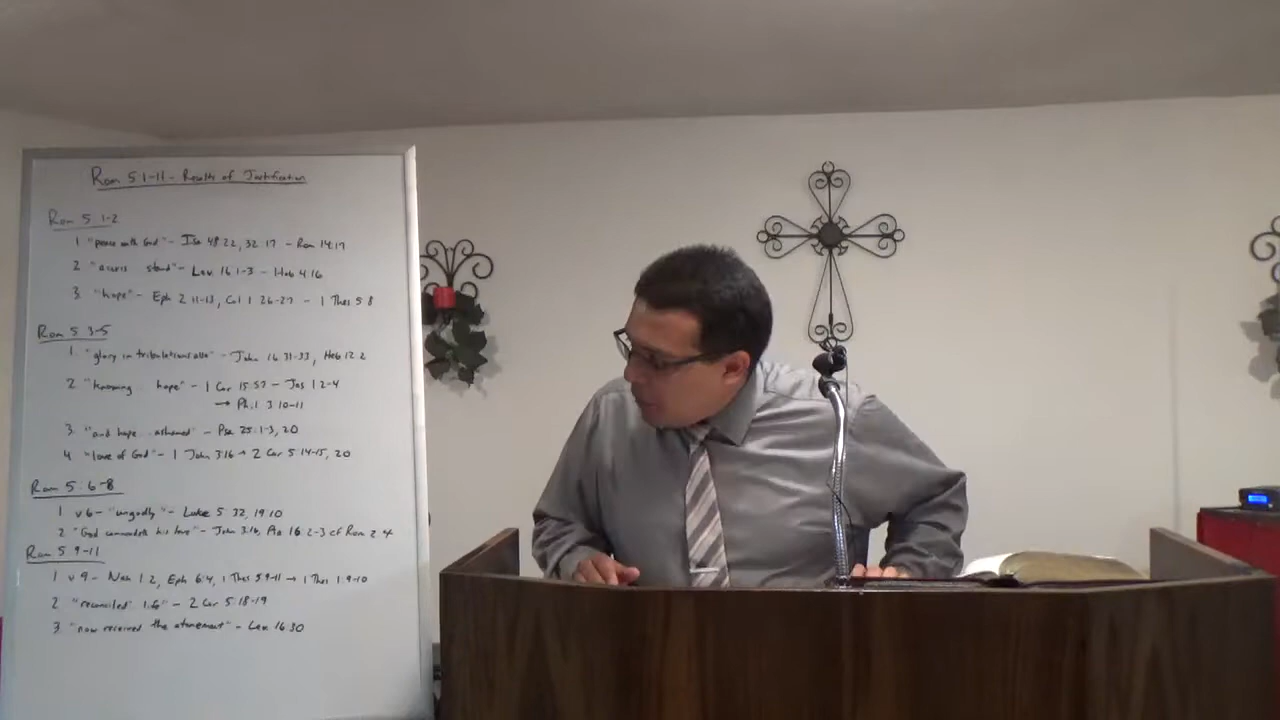 Rom 5:1-11 - Results of Justification
Rom 5:1-2
1. "peace with God" - Isa 48:22, 32:17 - Rom 14:17
2. "access... stand" - Lev. 16:1-3 - Heb 4:16
3. "hope" - Eph 2:11-13, Col 1:26-27 - 1 Thes 5:8
Rom 5:3-5
1. "glory in tribulations also" - John 16:31-33, Heb 12:2
2. "knowing... hope" - 1 Cor 15:57 - Jas 1:2-4
→ Phil 3:10-11
3. "and hope...ashamed" - Psa 25:1-3, 20
4. "love of God" - 1 John 3:16 → 2 Cor 5:14-15, 20
Rom 5:6-8
1. v6 - "ungodly" - Luke 5:32, 19:10
2. "God commendeth his love" - John 3:16, 16:2-3 cf Rom 2:4
Rom 5:9-11
1. v9 - Nah 1:2, Eph 5:9-11 → 1 Thes 1:9-10
2. "reconciled" life" - 2 Cor 5:18-19
3. "now received the atonement" - Lev. 16:30